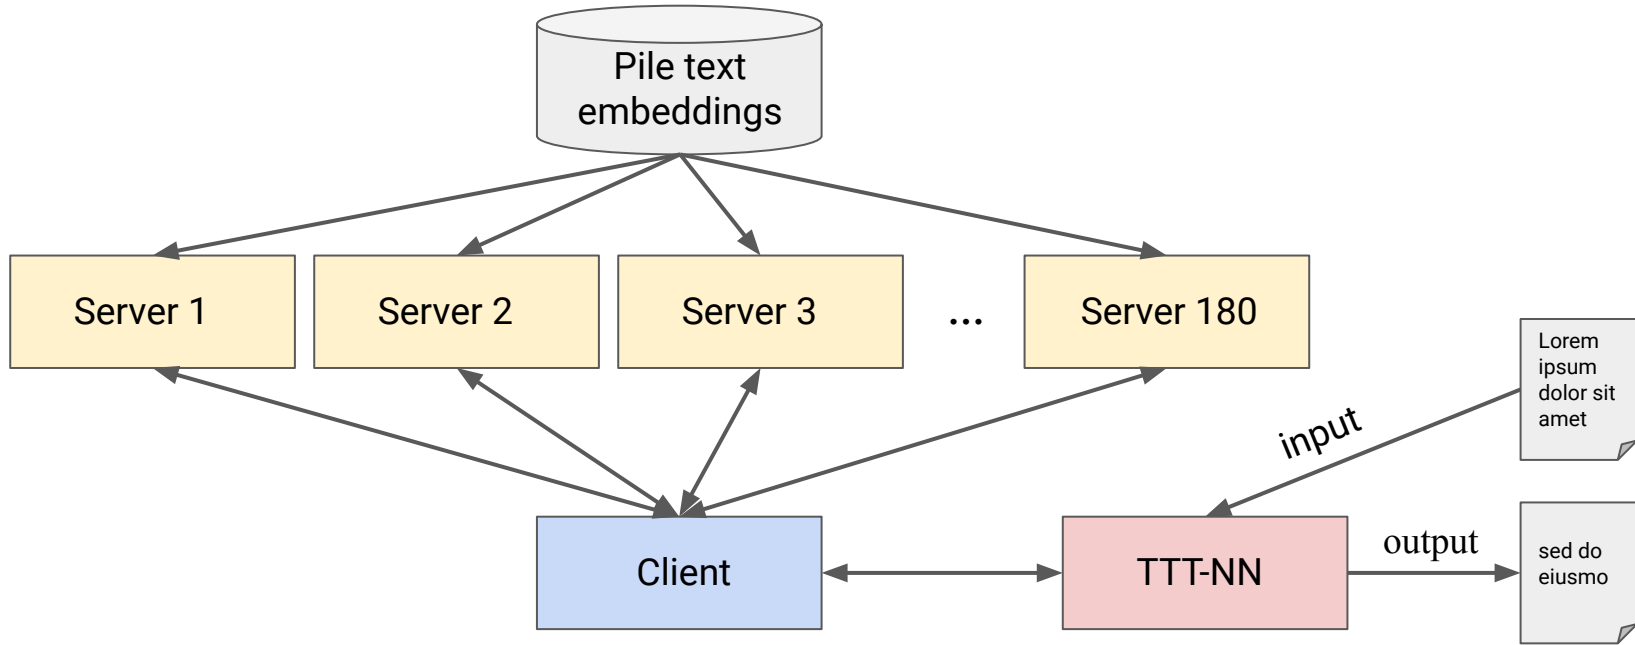 Pile text
embeddings
Server 1
Server 2
Server 3
...
Server 180
Lorem
ipsum
dolor sit
amet
input
Client
TTT-NN
output
sed do
eiusmo